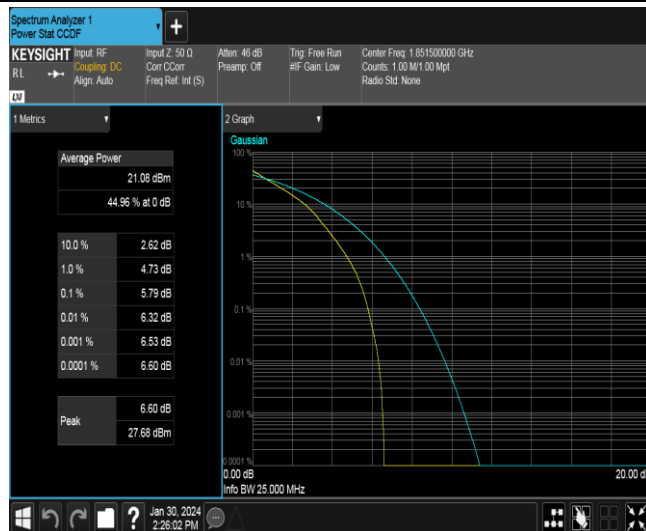 Spectrum Analyzer 1
Power Stat CCDF
+
KEYSIGHT
RL
Input: RF
Coupling: DC
Align: Auto
Input Z: 50 Ω
Corr CCorr
Freq Ref: Int (S)
Atten: 46 dB
Preamp: Off
Trig: Free Run
#IF Gain: Low
Center Freq: 1.851500000 GHz
Counts: 1.00 M/1.00 Mpt
Radio Std: None
1 Metrics
Average Power
21.08 dBm
44.96 % at 0 dB
10.0 % 2.62 dB
1.0 % 4.73 dB
0.1 % 5.79 dB
0.01 % 6.32 dB
0.001 % 6.53 dB
0.0001 % 6.60 dB
Peak
6.60 dB
27.68 dBm
2 Graph
Gaussian
100 %
10 %
1 %
0.1 %
0.01 %
0.001 %
0.0001 %
0.00 dB
20.00 d
Info BW 25.000 MHz
?
Jan 30, 2024
2:26:02 PM